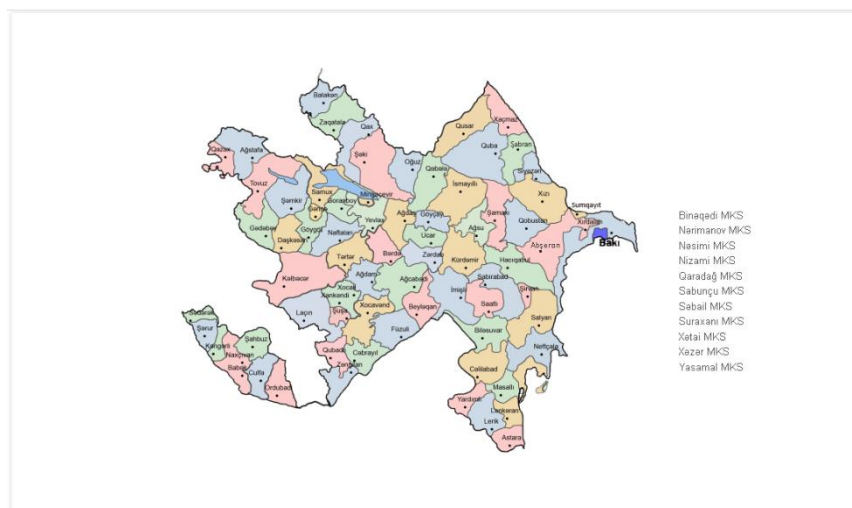 Balakən
Zaqatala
Qax
Şəki
Oğuz
Qəbələ
Qusar
Xaçmaz
Quba
Şabran
Siyəzən
Xızı
Sumqayıt
Xırdalan
Bakı
Abşeron
Qobustan
Şamaxı
İsmayıllı
Ağsu
Göyçay
Ağdaş
Ucar
Zərdab
Kürdəmir
Hacıqabul
Qazax
Ağstafa
Tovuz
Şəmkir
Samux
Gəncə
Goranboy
Mingəçevir
Yevlax
Gədəbəy
Daşkəsən
Göygöl
Naftalan
Tərtər
Bərdə
Kəlbəcər
Ağdam
Ağcabədi
Xocalı
Xankəndi
Şuşa
Xocavənd
Laçın
Beyləqan
İmişli
Sabirabad
Saatlı
Şirvan
Salyan
Füzuli
Qubadlı
Cəbrayıl
Zəngilan
Biləsuvar
Neftçala
Cəlilabad
Masallı
Yardımlı
Lənkəran
Lerik
Astara
Sədərək
Şərur
Kəngərli
Şahbuz
Naxçıvan
Babək
Culfa
Ordubad
Binəqədi MKS
Nərimanov MKS
Nəsimi MKS
Nizami MKS
Qaradağ MKS
Sabunçu MKS
Səbail MKS
Suraxanı MKS
Xətai MKS
Xəzər MKS
Yasamal MKS